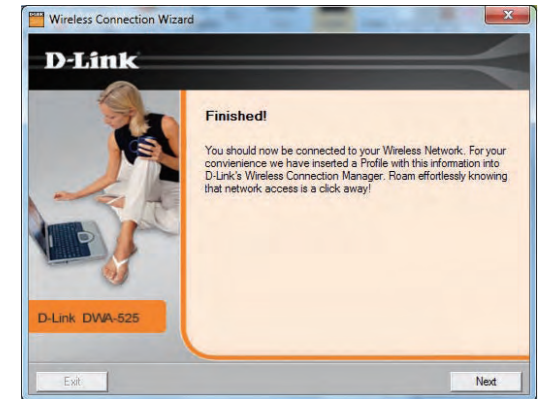 Wireless Connection Wizard
D-Link
Finished!
You should now be connected to your Wireless Network. For your
convienience we have inserted a Profile with this information into
D-Link's Wireless Connection Manager. Roam effortlessly knowing
that network access is a click away!
D-Link DWA-525
Exit
Next